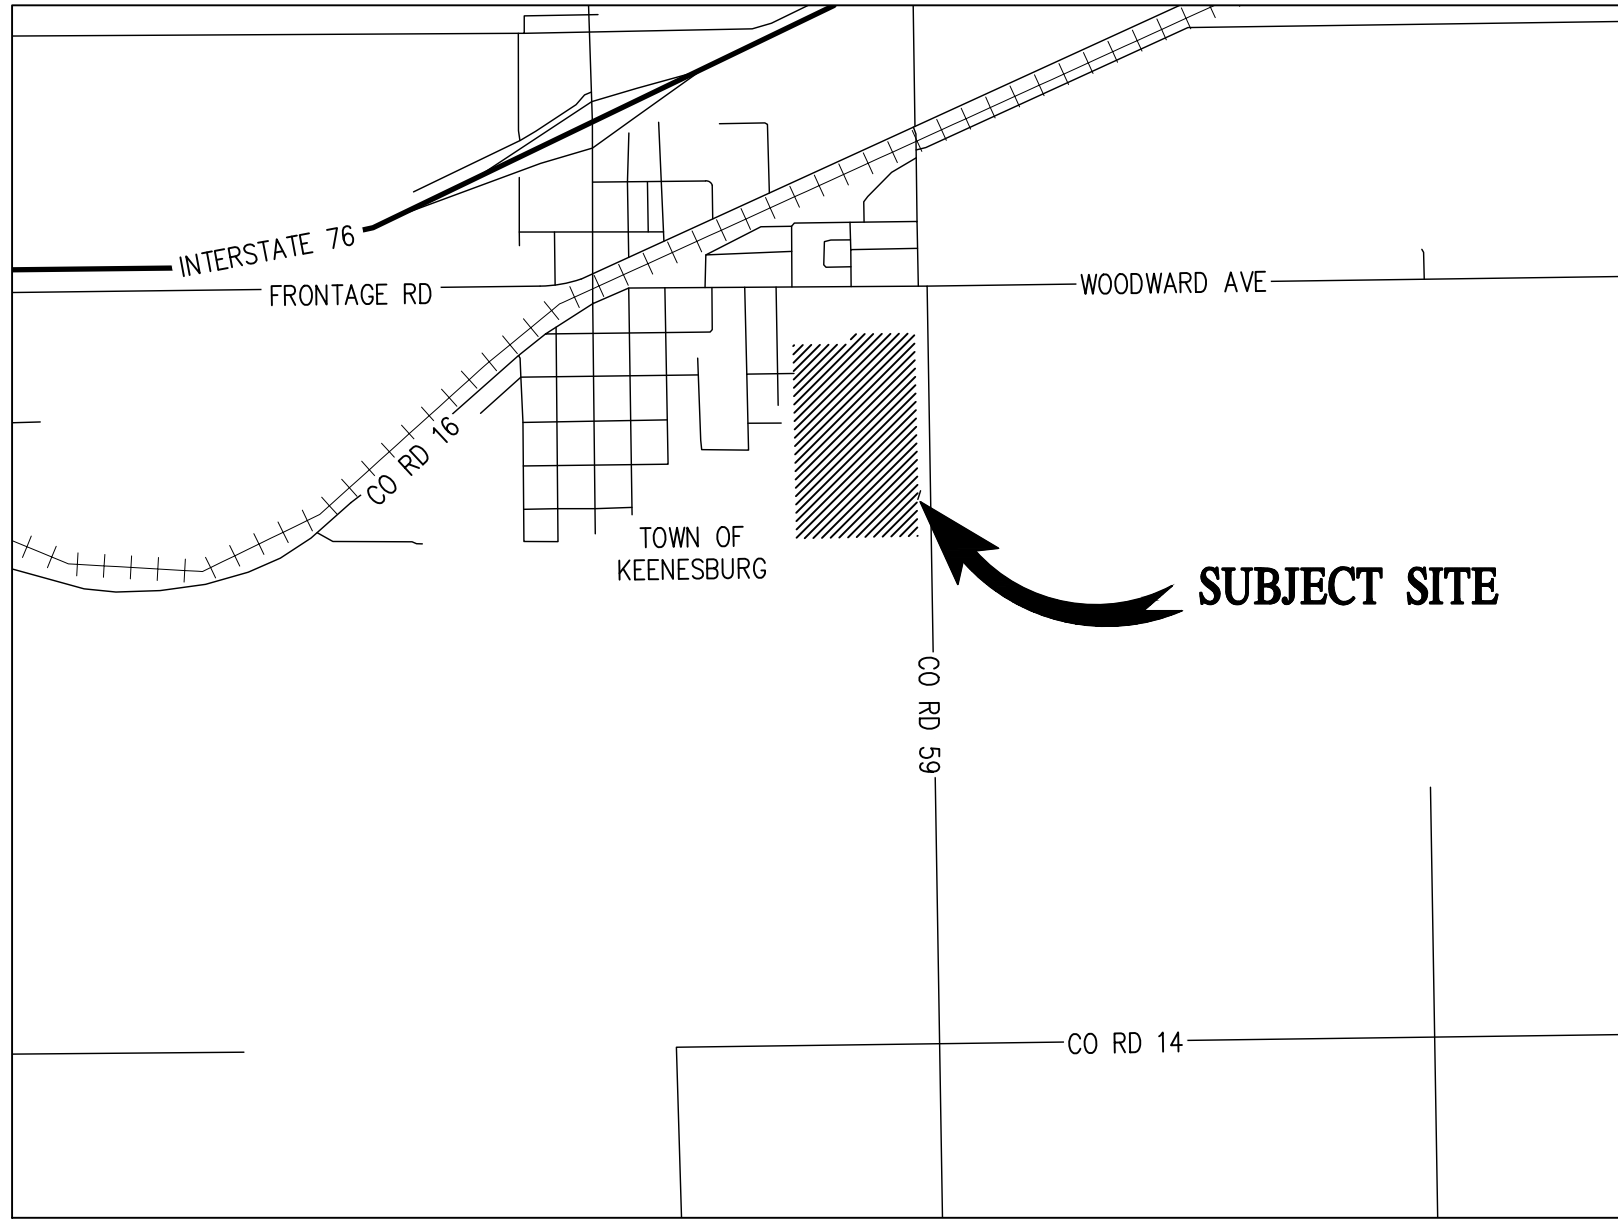 INTERSTATE 76
FRONTAGE RD
WOODWARD AVE
CO RD 16
TOWN OF
KEENESBURG
SUBJECT SITE
CO RD 59
CO RD 14